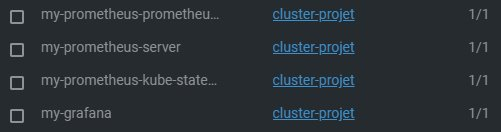 my-prometheus-prometheu... cluster-projet 1/1
my-prometheus-server cluster-projet 1/1
my-prometheus-kube-state... cluster-projet 1/1
my-grafana cluster-projet 1/1